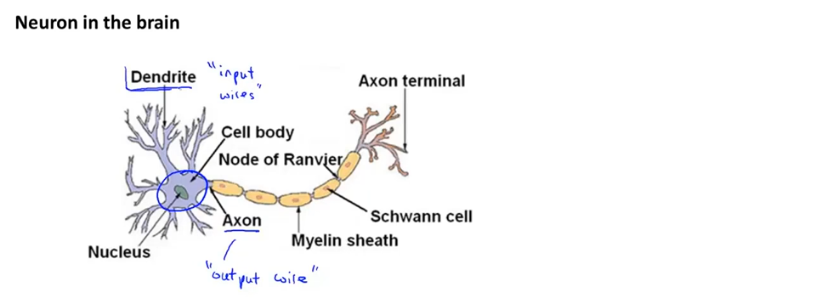 Neuron in the brain
Dendrite "input
wires"
Axon terminal
Cell body
Node of Ranvier
Axon
Schwann cell
Myelin sheath
Nucleus
"output wire"